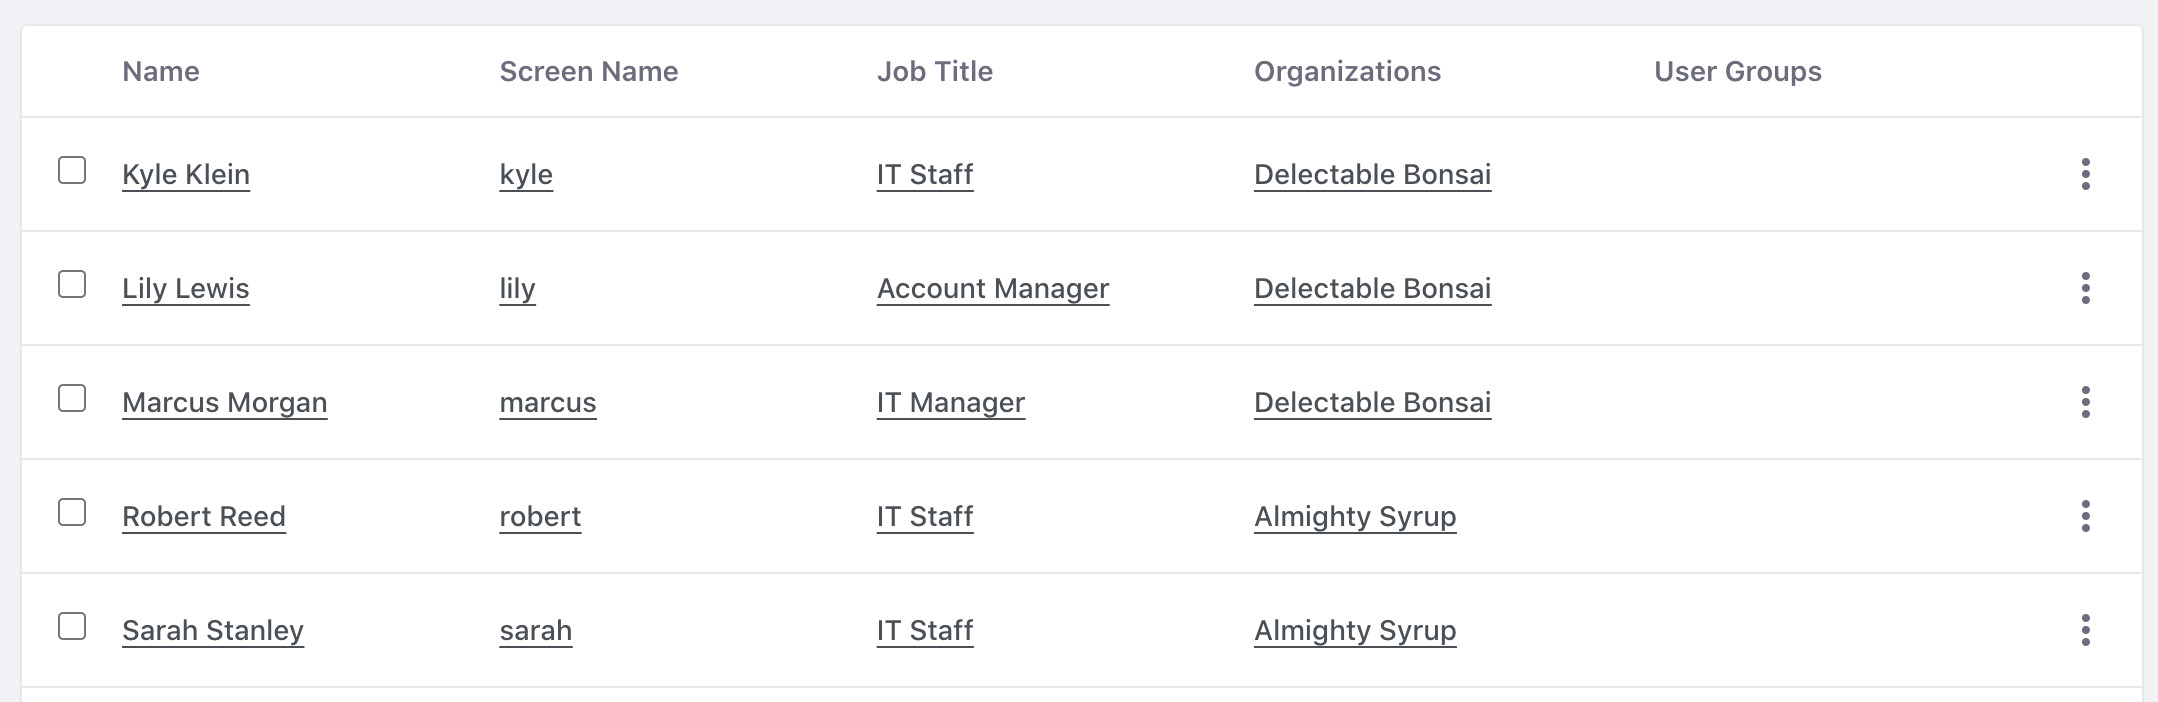 Name Screen Name Job Title Organizations User Groups
Kyle Klein kyle IT Staff Delectable Bonsai
Lily Lewis lily Account Manager Delectable Bonsai
Marcus Morgan marcus IT Manager Delectable Bonsai
Robert Reed robert IT Staff Almighty Syrup
Sarah Stanley sarah IT Staff Almighty Syrup